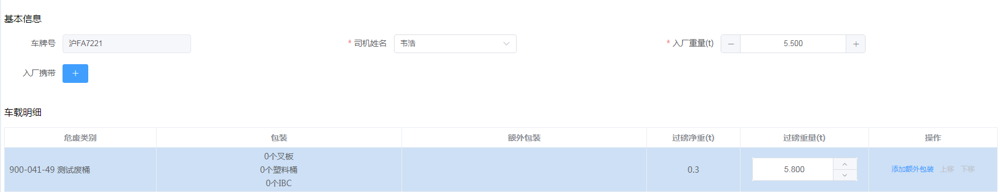 基本信息
车牌号 沪FA7221 * 司机姓名 韦浩 * 入厂重量(t) − 5.500 +
入厂携带 +
车载明细
危废类别 包装 额外包装 过磅净重(t) 过磅重量(t) 操作
0个叉板
900-041-49 测试废桶 0个塑料桶 0.3 5.800 添加额外包装 上移 下移
0个IBC